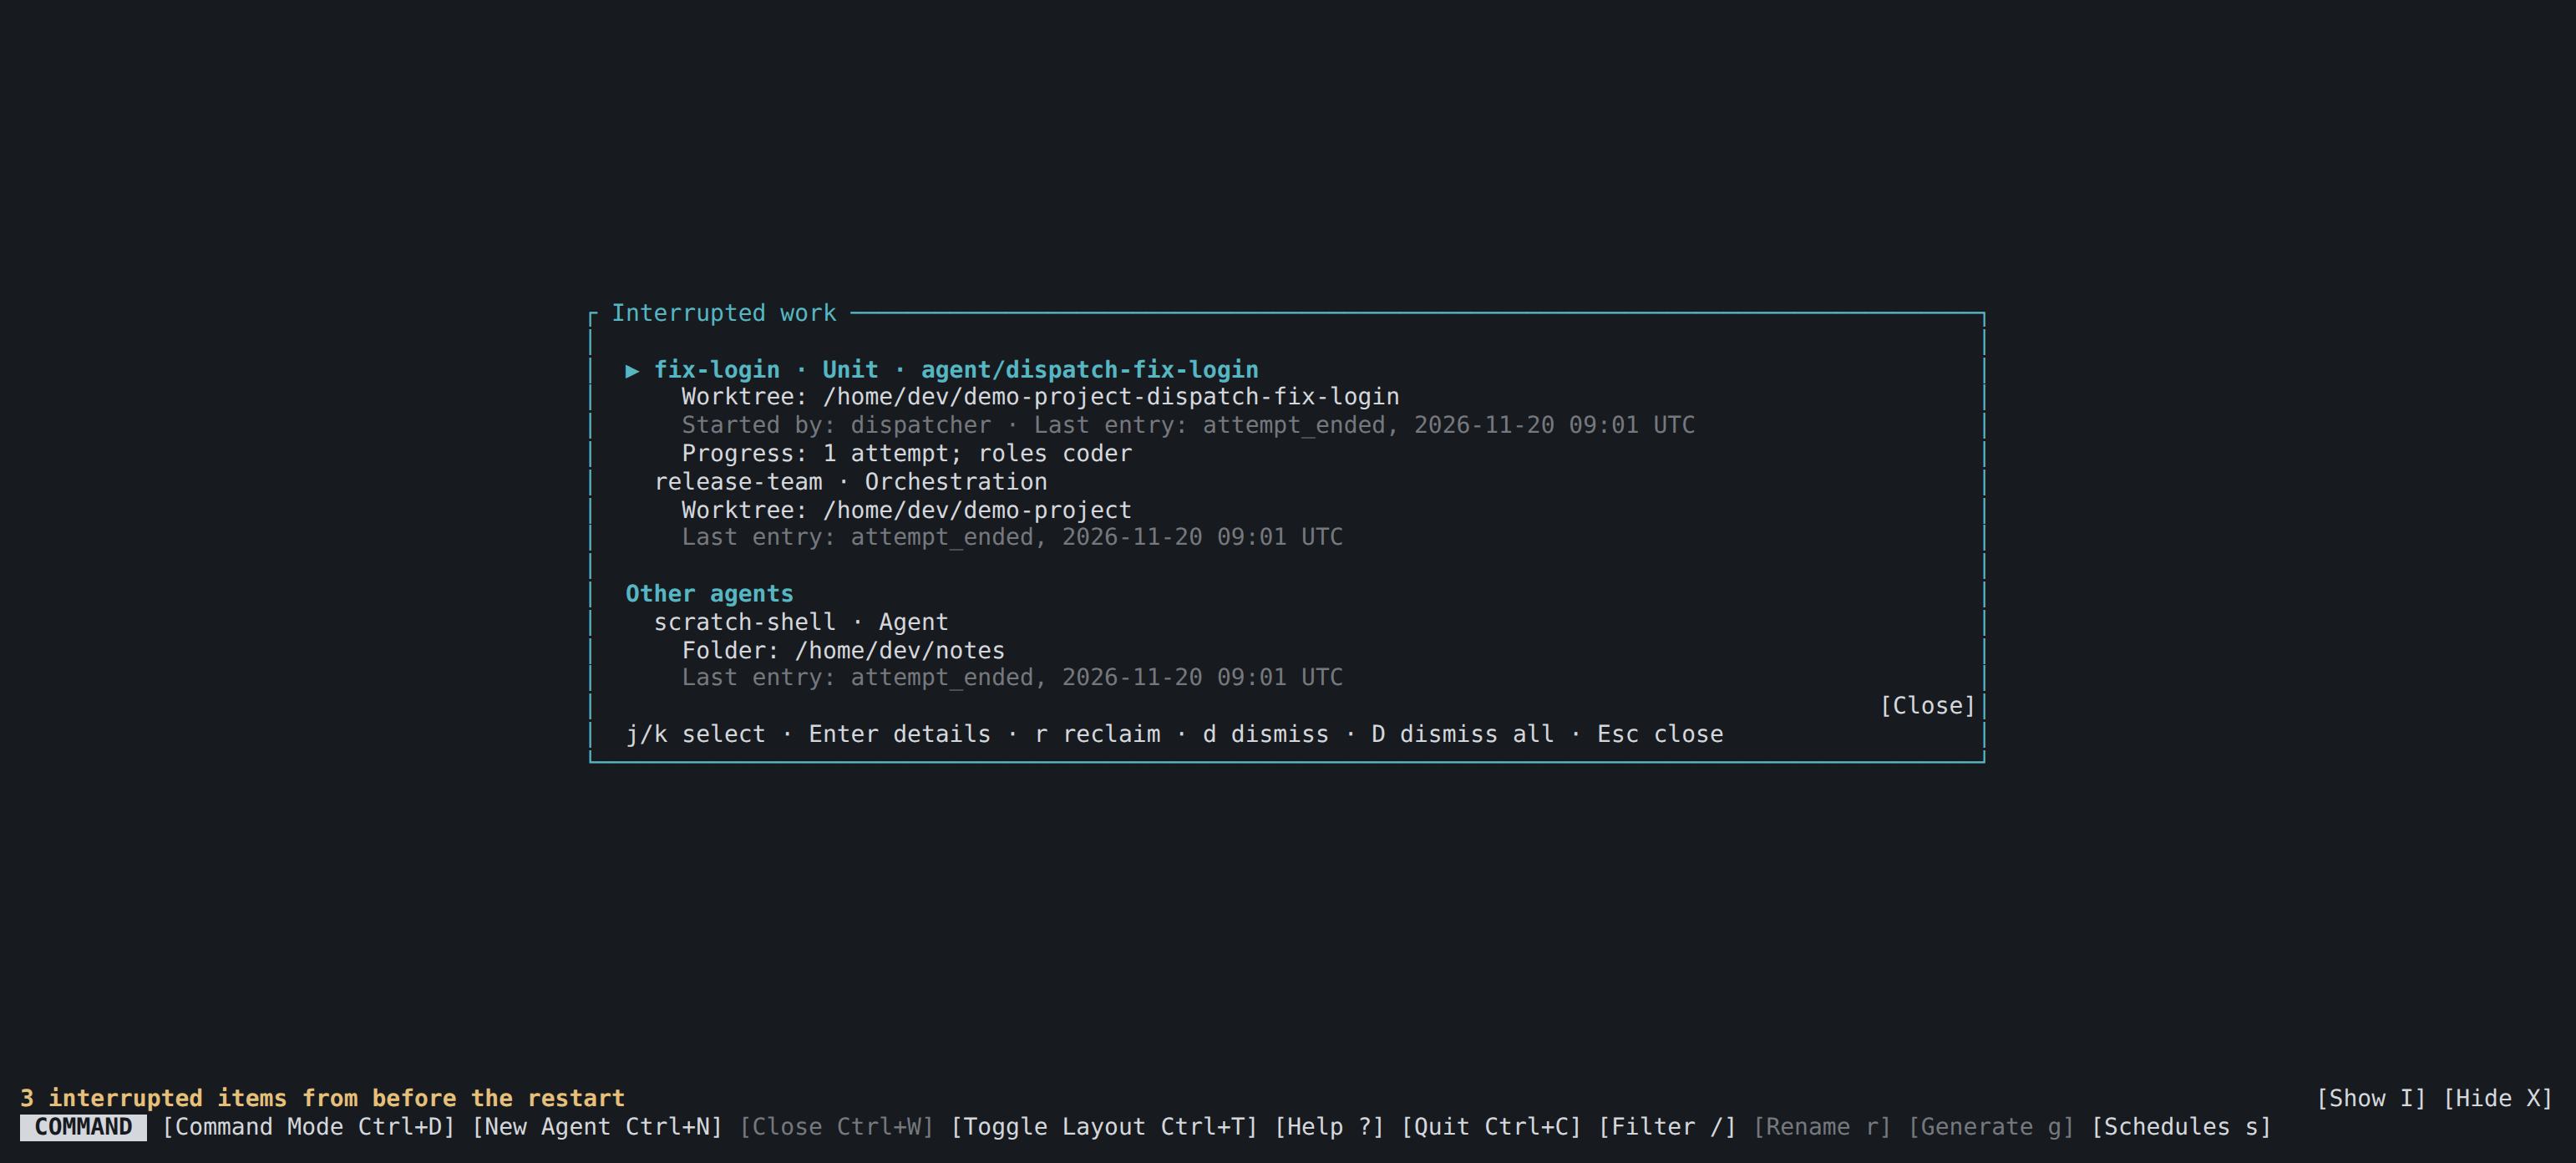 Interrupted work
▶ fix-login · Unit · agent/dispatch-fix-login
Worktree: /home/dev/demo-project-dispatch-fix-login
Started by: dispatcher · Last entry: attempt_ended, 2026-11-20 09:01 UTC
Progress: 1 attempt; roles coder
release-team · Orchestration
Worktree: /home/dev/demo-project
Last entry: attempt_ended, 2026-11-20 09:01 UTC
Other agents
scratch-shell · Agent
Folder: /home/dev/notes
Last entry: attempt_ended, 2026-11-20 09:01 UTC
[Close]
j/k select · Enter details · r reclaim · d dismiss · D dismiss all · Esc close
3 interrupted items from before the restart [Show I] [Hide X]
COMMAND [Command Mode Ctrl+D] [New Agent Ctrl+N] [Close Ctrl+W] [Toggle Layout Ctrl+T] [Help ?] [Quit Ctrl+C] [Filter /] [Rename r] [Generate g] [Schedules s]